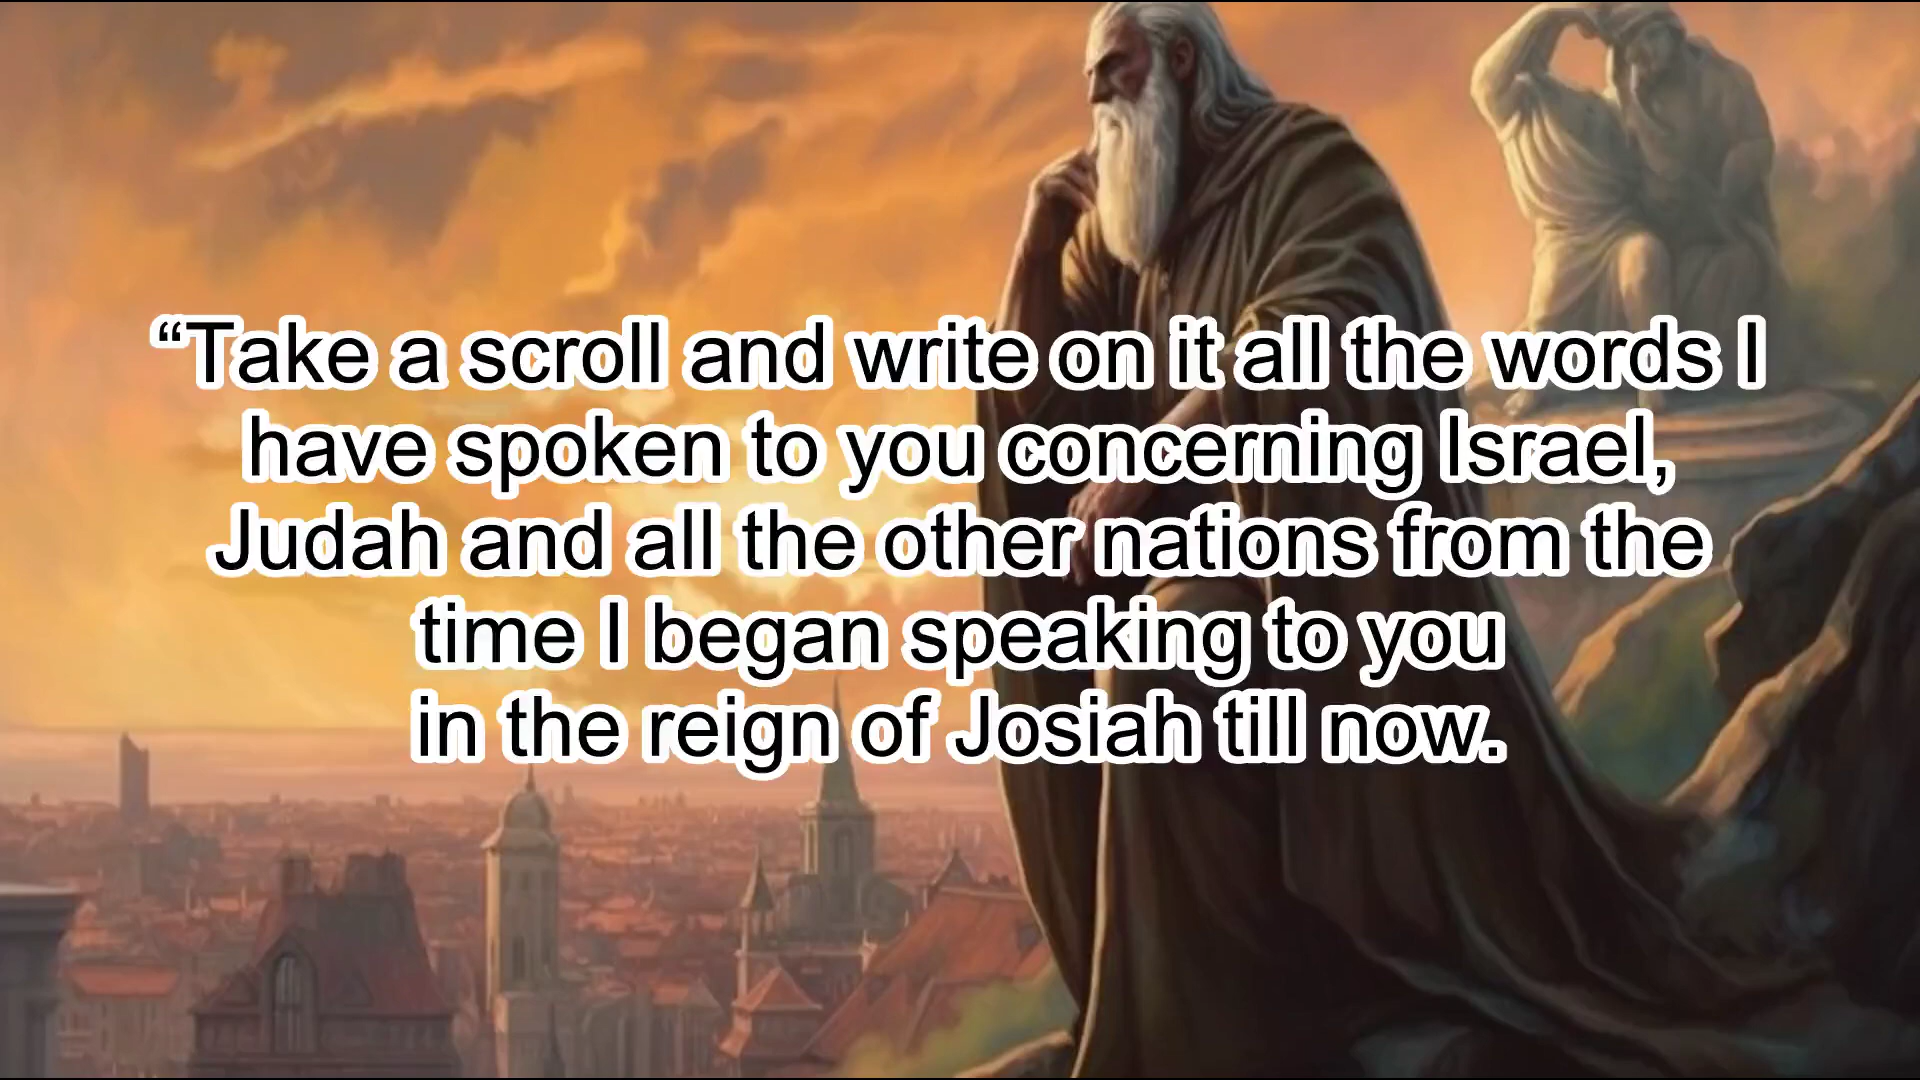 “Take a scroll and write on it all the words I
have spoken to you concerning Israel,
Judah and all the other nations from the
time I began speaking to you
in the reign of Josiah till now.